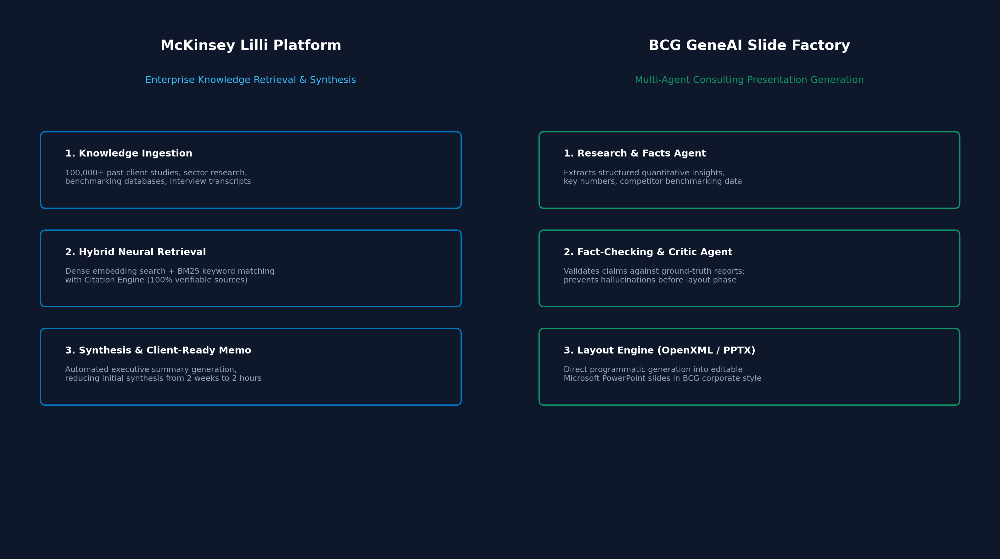 McKinsey Lilli Platform
Enterprise Knowledge Retrieval & Synthesis
1. Knowledge Ingestion
100,000+ past client studies, sector research,
benchmarking databases, interview transcripts
2. Hybrid Neural Retrieval
Dense embedding search + BM25 keyword matching
with Citation Engine (100% verifiable sources)
3. Synthesis & Client-Ready Memo
Automated executive summary generation,
reducing initial synthesis from 2 weeks to 2 hours
BCG GeneAI Slide Factory
Multi-Agent Consulting Presentation Generation
1. Research & Facts Agent
Extracts structured quantitative insights,
key numbers, competitor benchmarking data
2. Fact-Checking & Critic Agent
Validates claims against ground-truth reports;
prevents hallucinations before layout phase
3. Layout Engine (OpenXML / PPTX)
Direct programmatic generation into editable
Microsoft PowerPoint slides in BCG corporate style